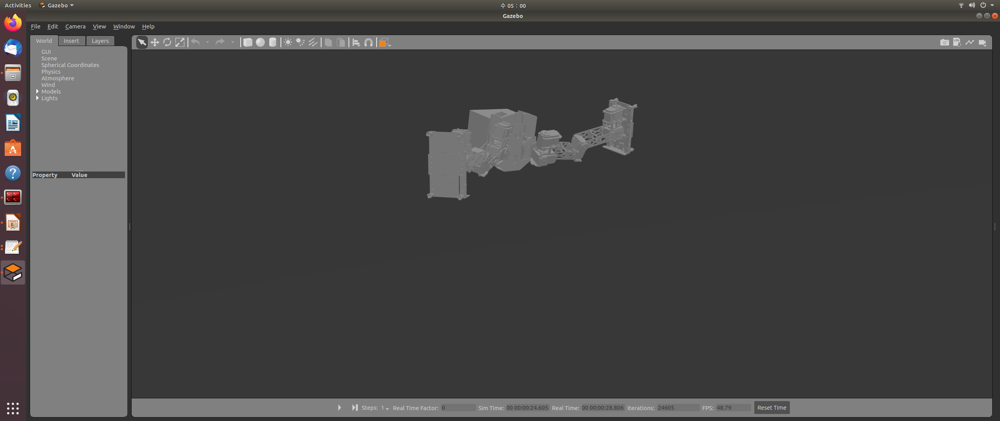 Activities Gazebo 수 05 : 00
Gazebo
File Edit Camera View Window Help
World Insert Layers
LOG
GUI
Scene
Spherical Coordinates
Physics
Atmosphere
Wind
Models
Lights
Property Value
Steps: 1 Real Time Factor: 0 Sim Time: 00 00:00:24.605 Real Time: 00 00:00:28.806 Iterations: 24605 FPS: 48.79 Reset Time